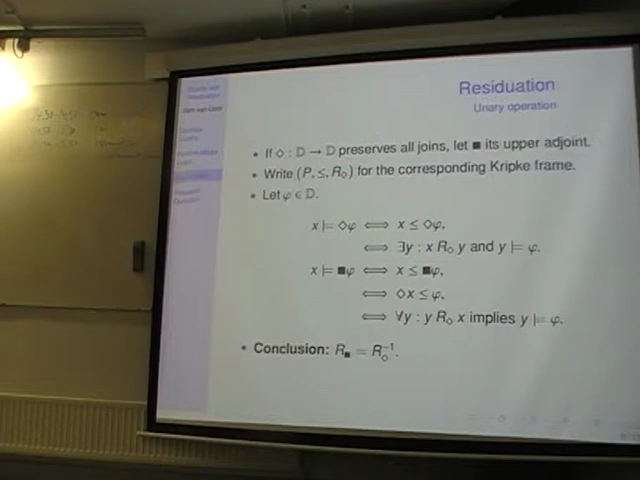 Residuation
Unary operation
• If ◇ : 𝔻 → 𝔻 preserves all joins, let ■ its upper adjoint.
• Write (P, ≤, R◇) for the corresponding Kripke frame.
• Let φ ∈ 𝔻.
x ⊨ ◇φ ⟺ x ≤ ◇φ,
⟺ ∃y : x R◇ y and y ⊨ φ.
x ⊨ ■φ ⟺ x ≤ ■φ,
⟺ ◇x ≤ φ,
⟺ ∀y : y R◇ x implies y ⊨ φ.
• Conclusion: R■ = R◇⁻¹.